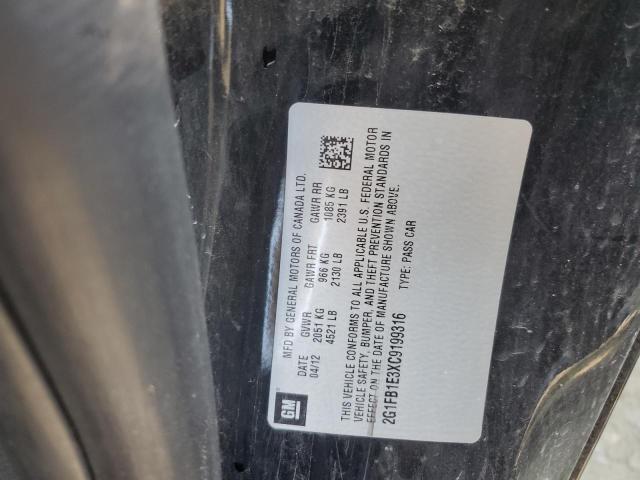 GM
MFD BY GENERAL MOTORS OF CANADA LTD.
DATE GVWR GAWR FRT GAWR RR
04/12 2051 KG 966 KG 1085 KG
4521 LB 2130 LB 2391 LB
THIS VEHICLE CONFORMS TO ALL APPLICABLE U.S. FEDERAL MOTOR
VEHICLE SAFETY, BUMPER, AND THEFT PREVENTION STANDARDS IN
EFFECT ON THE DATE OF MANUFACTURE SHOWN ABOVE.
2G1FB1E3XC9199316 TYPE: PASS CAR